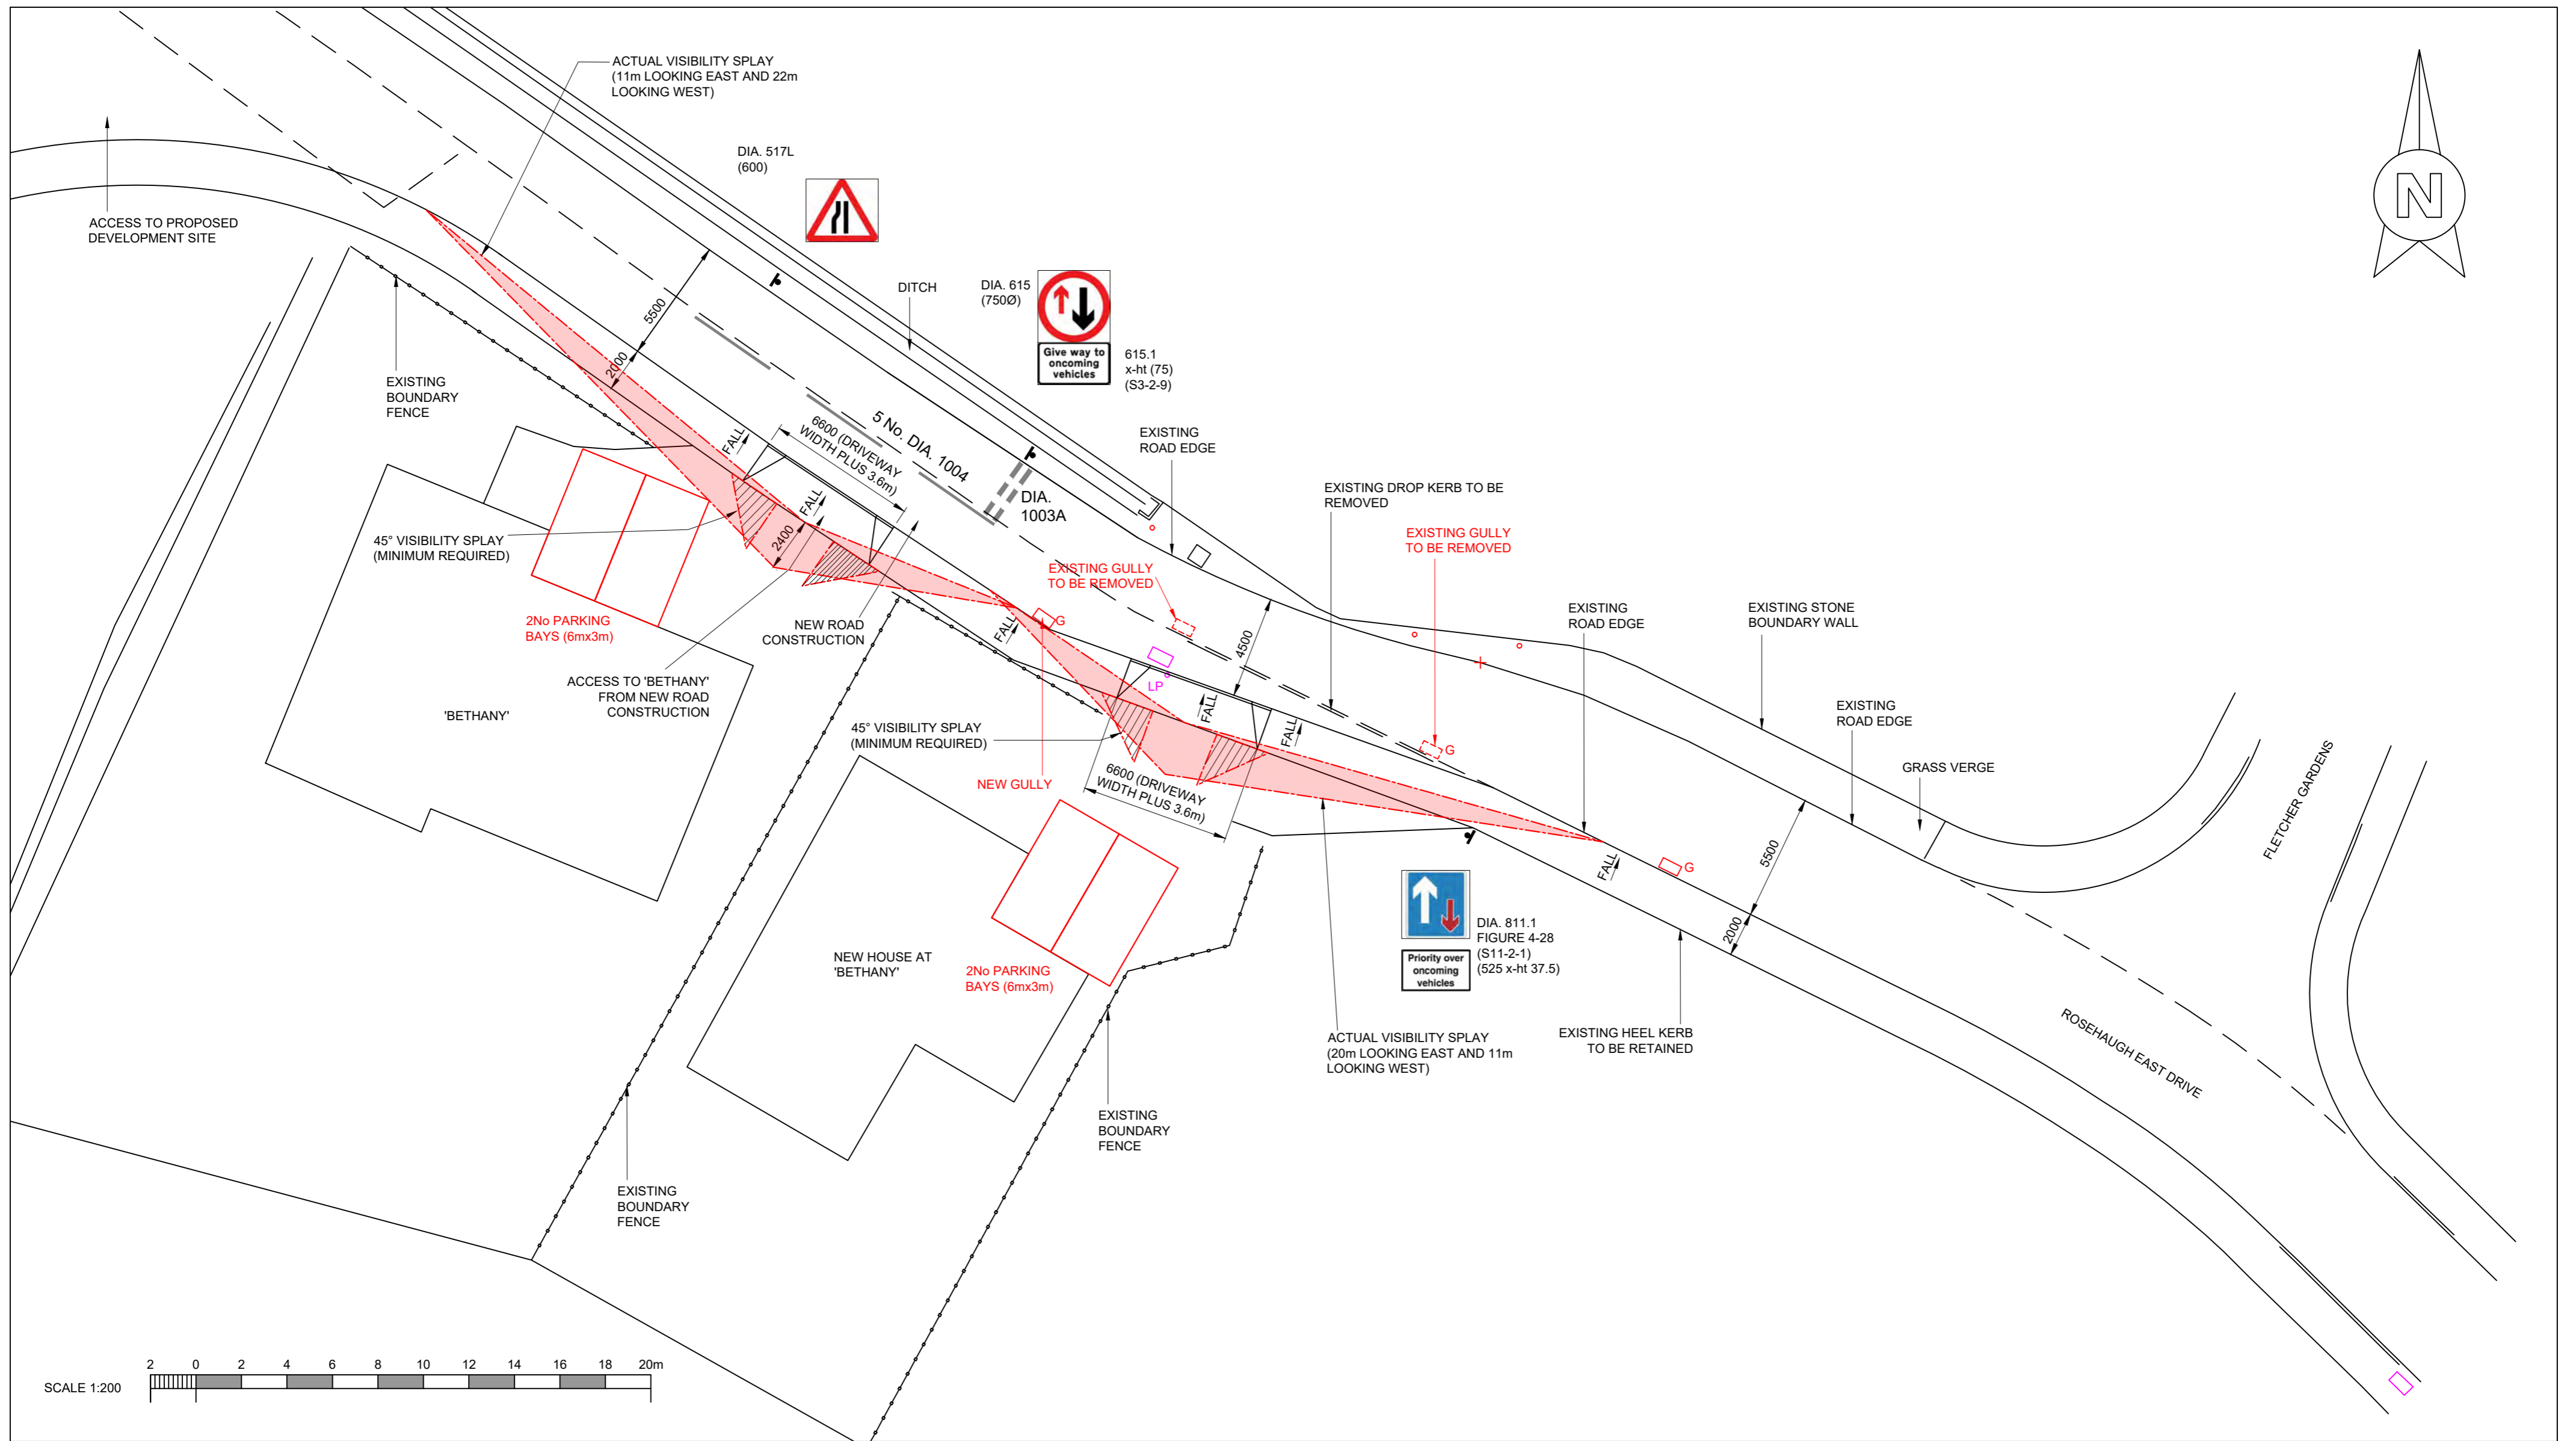 ACTUAL VISIBILITY SPLAY
(11m LOOKING EAST AND 22m
LOOKING WEST)
DIA. 517L
(600)
N
ACCESS TO PROPOSED
DEVELOPMENT SITE
DITCH
DIA. 615
(750Ø)
Give way to
oncoming
vehicles
615.1
x-ht (75)
(S3-2-9)
5500
2000
EXISTING
BOUNDARY
FENCE
FALL
6600 (DRIVEWAY
WIDTH PLUS 3.6m)
5 No. DIA. 1004
DIA.
1003A
EXISTING
ROAD EDGE
EXISTING DROP KERB TO BE
REMOVED
EXISTING GULLY
TO BE REMOVED
FALL
2400
45° VISIBILITY SPLAY
(MINIMUM REQUIRED)
EXISTING GULLY
TO BE REMOVED
2No PARKING
BAYS (6mx3m)
NEW ROAD
CONSTRUCTION
FALL
G
4500
EXISTING
ROAD EDGE
EXISTING STONE
BOUNDARY WALL
ACCESS TO 'BETHANY'
FROM NEW ROAD
CONSTRUCTION
'BETHANY'
LP
FALL
FALL
EXISTING
ROAD EDGE
45° VISIBILITY SPLAY
(MINIMUM REQUIRED)
G
GRASS VERGE
FLETCHER GARDENS
NEW GULLY
6600 (DRIVEWAY
WIDTH PLUS 3.6m)
FALL
G
5500
2000
DIA. 811.1
FIGURE 4-28
(S11-2-1)
(525 x-ht 37.5)
Priority over
oncoming
vehicles
NEW HOUSE AT
'BETHANY'
2No PARKING
BAYS (6mx3m)
ACTUAL VISIBILITY SPLAY
(20m LOOKING EAST AND 11m
LOOKING WEST)
EXISTING HEEL KERB
TO BE RETAINED
ROSEHAUGH EAST DRIVE
EXISTING
BOUNDARY
FENCE
EXISTING
BOUNDARY
FENCE
SCALE 1:200
2 0 2 4 6 8 10 12 14 16 18 20m